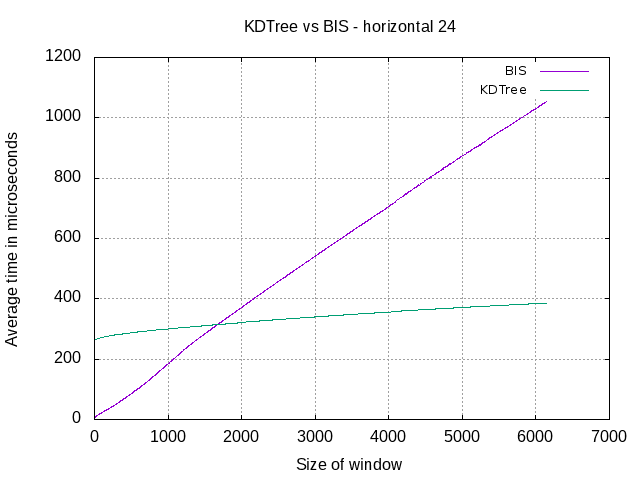 KDTree vs BIS - horizontal 24
BIS
KDTree
1200
1000
800
600
400
200
0
Average time in microseconds
0 1000 2000 3000 4000 5000 6000 7000
Size of window